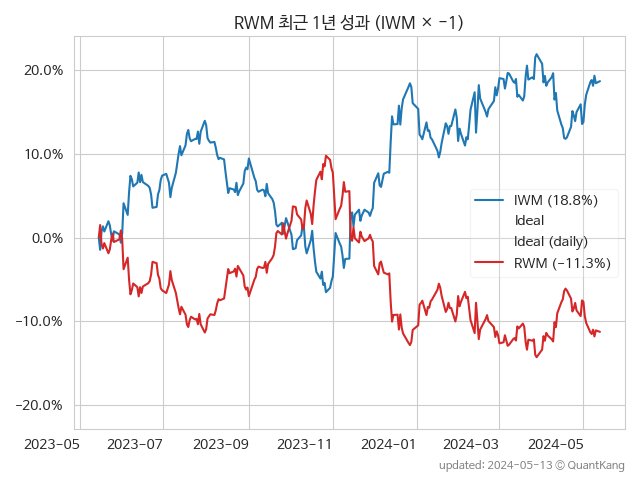 RWM 최근 1년 성과 (IWM × −1)
20.0%
10.0%
0.0%
−10.0%
−20.0%
IWM (18.8%)
Ideal
Ideal (daily)
RWM (−11.3%)
2023-05 2023-07 2023-09 2023-11 2024-01 2024-03 2024-05
updated: 2024-05-13 © QuantKang